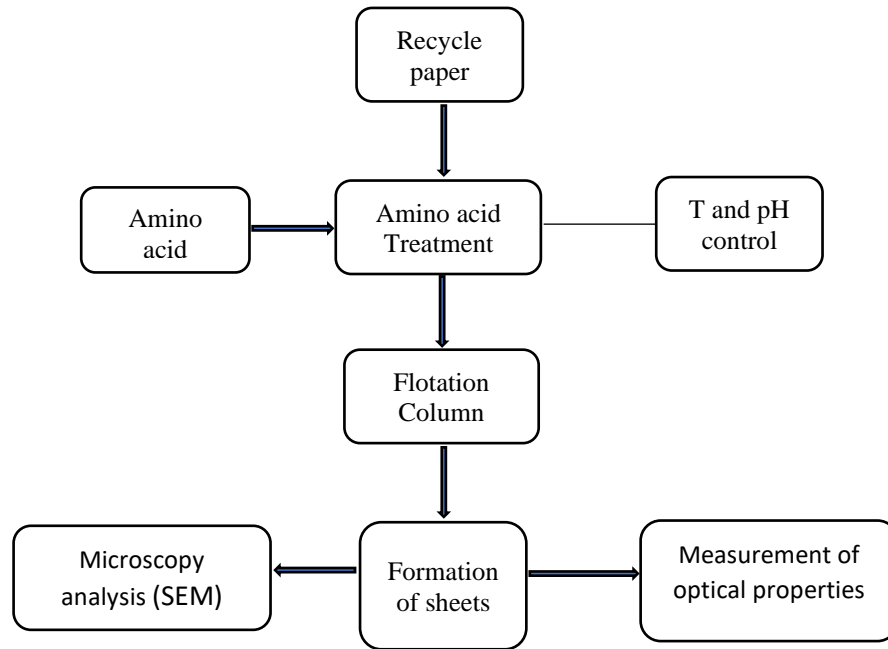 Recycle
paper
Amino
acid
Amino acid
Treatment
T and pH
control
Flotation
Column
Microscopy
analysis (SEM)
Formation
of sheets
Measurement of
optical properties